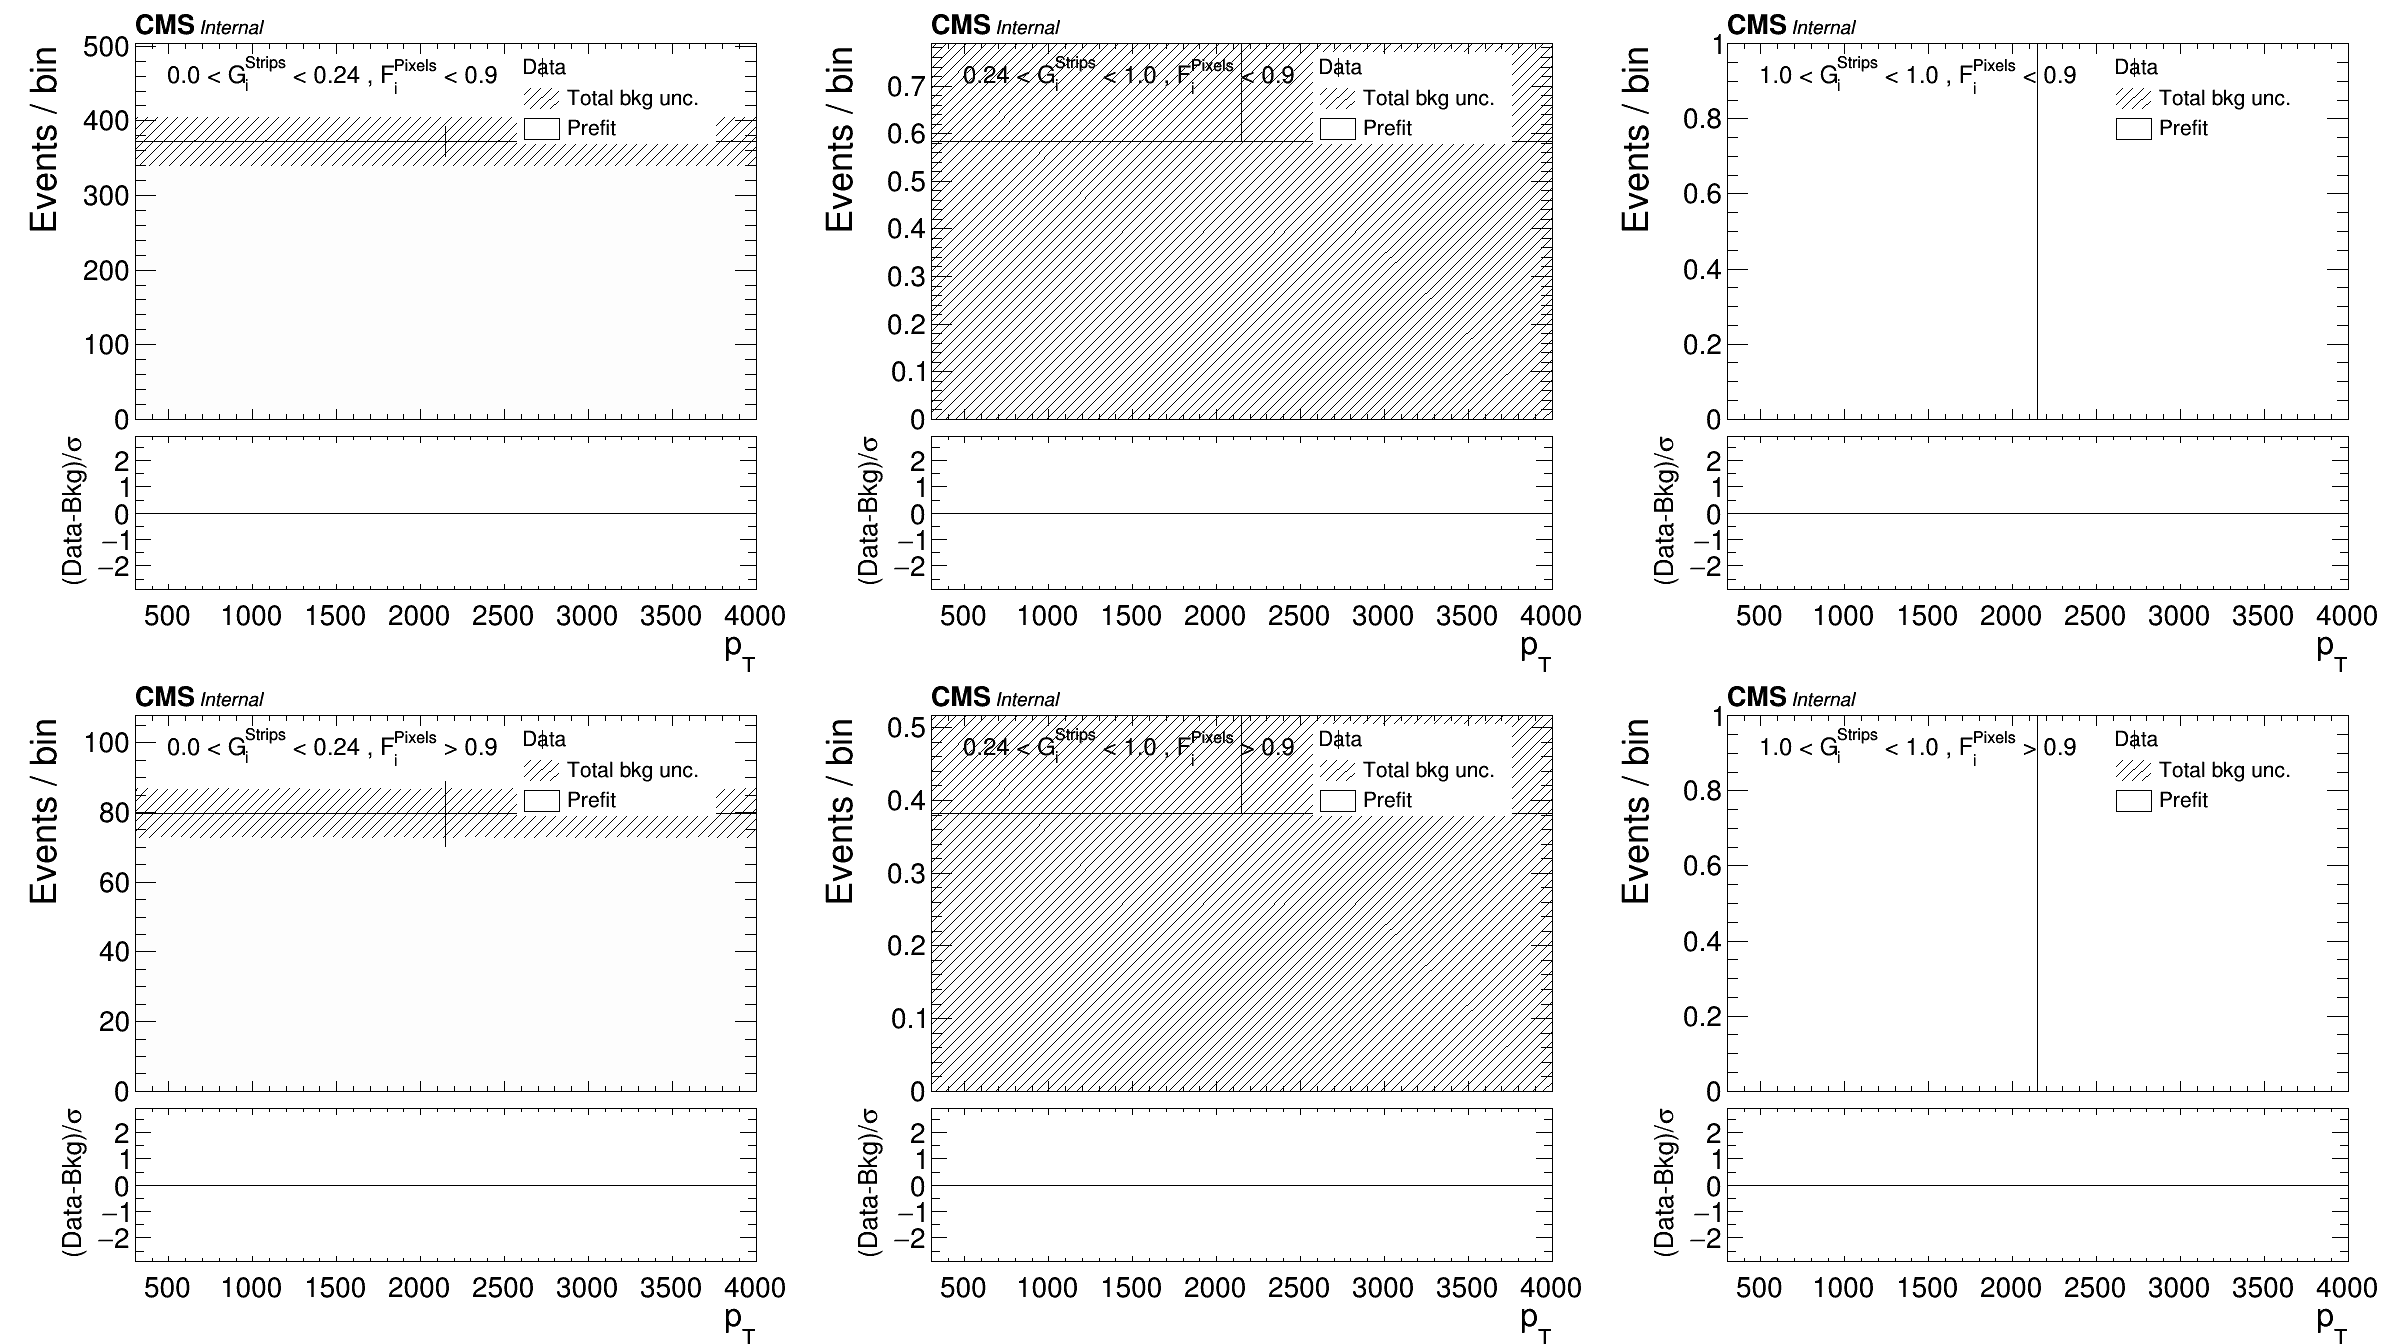 CMS Internal
Events / bin
0.0 < G_i^Strips < 0.24 , F_i^Pixels < 0.9
Data
Total bkg unc.
Prefit
500
400
300
200
100
0
(Data-Bkg)/σ
2
1
0
−1
−2
500 1000 1500 2000 2500 3000 3500 4000
p_T
CMS Internal
Events / bin
0.24 < G_i^Strips < 1.0 , F_i^Pixels < 0.9
Data
Total bkg unc.
Prefit
0.7
0.6
0.5
0.4
0.3
0.2
0.1
0
(Data-Bkg)/σ
2
1
0
−1
−2
500 1000 1500 2000 2500 3000 3500 4000
p_T
CMS Internal
Events / bin
1.0 < G_i^Strips < 1.0 , F_i^Pixels < 0.9
Data
Total bkg unc.
Prefit
1
0.8
0.6
0.4
0.2
0
(Data-Bkg)/σ
2
1
0
−1
−2
500 1000 1500 2000 2500 3000 3500 4000
p_T
CMS Internal
Events / bin
0.0 < G_i^Strips < 0.24 , F_i^Pixels > 0.9
Data
Total bkg unc.
Prefit
100
80
60
40
20
0
(Data-Bkg)/σ
2
1
0
−1
−2
500 1000 1500 2000 2500 3000 3500 4000
p_T
CMS Internal
Events / bin
0.24 < G_i^Strips < 1.0 , F_i^Pixels > 0.9
Data
Total bkg unc.
Prefit
0.5
0.4
0.3
0.2
0.1
0
(Data-Bkg)/σ
2
1
0
−1
−2
500 1000 1500 2000 2500 3000 3500 4000
p_T
CMS Internal
Events / bin
1.0 < G_i^Strips < 1.0 , F_i^Pixels > 0.9
Data
Total bkg unc.
Prefit
1
0.8
0.6
0.4
0.2
0
(Data-Bkg)/σ
2
1
0
−1
−2
500 1000 1500 2000 2500 3000 3500 4000
p_T